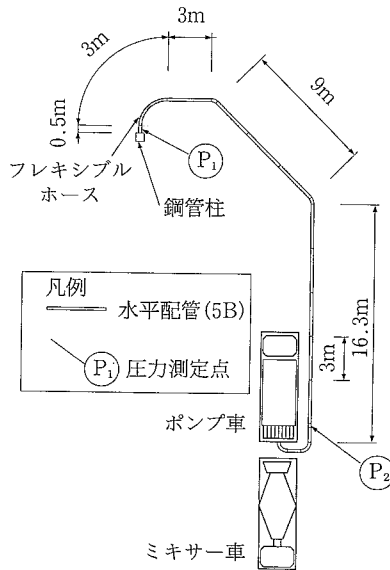 3m
3m
9m
0.5m
P₁
フレキシブル
ホース
鋼管柱
凡例
水平配管(5B)
P₁ 圧力測定点
16.3m
3m
ポンプ車
P₂
ミキサー車